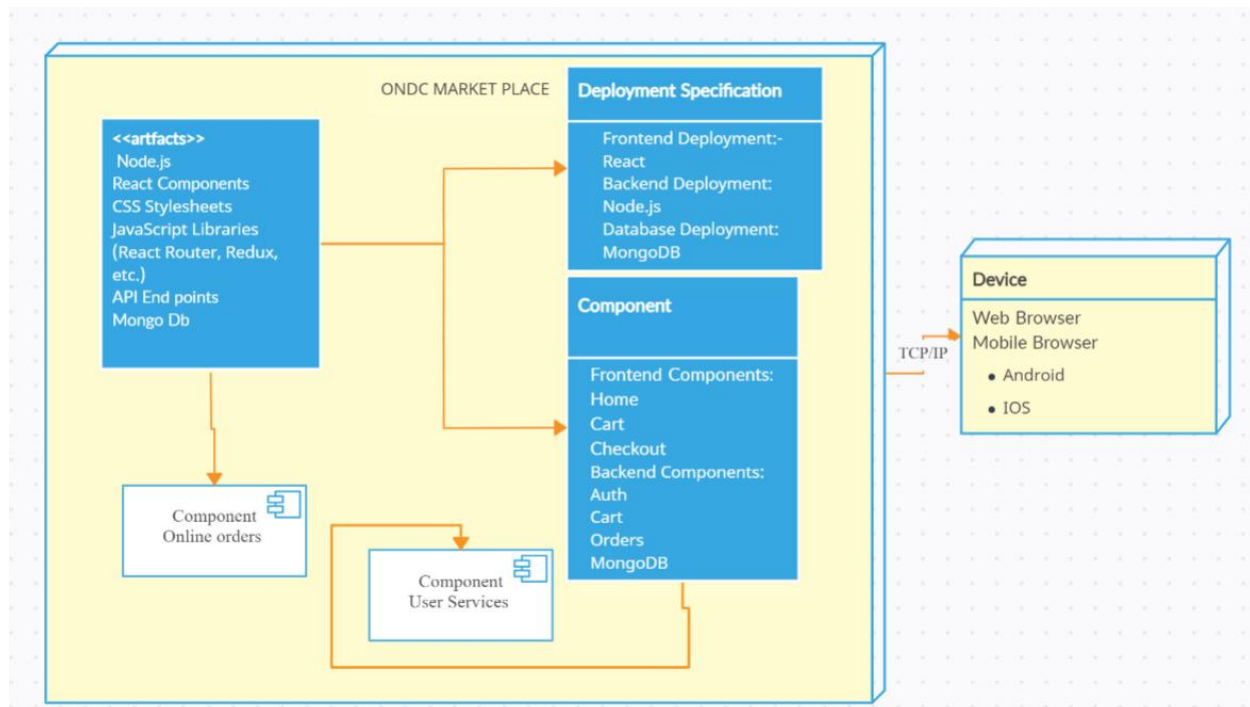 ONDC MARKET PLACE
<<artfacts>>
Node.js
React Components
CSS Stylesheets
JavaScript Libraries
(React Router, Redux,
etc.)
API End points
Mongo Db
Deployment Specification
Frontend Deployment:-
React
Backend Deployment:
Node.js
Database Deployment:
MongoDB
Component
Frontend Components:
Home
Cart
Checkout
Backend Components:
Auth
Cart
Orders
MongoDB
Component
Online orders
Component
User Services
TCP/IP
Device
Web Browser
Mobile Browser
• Android
• IOS